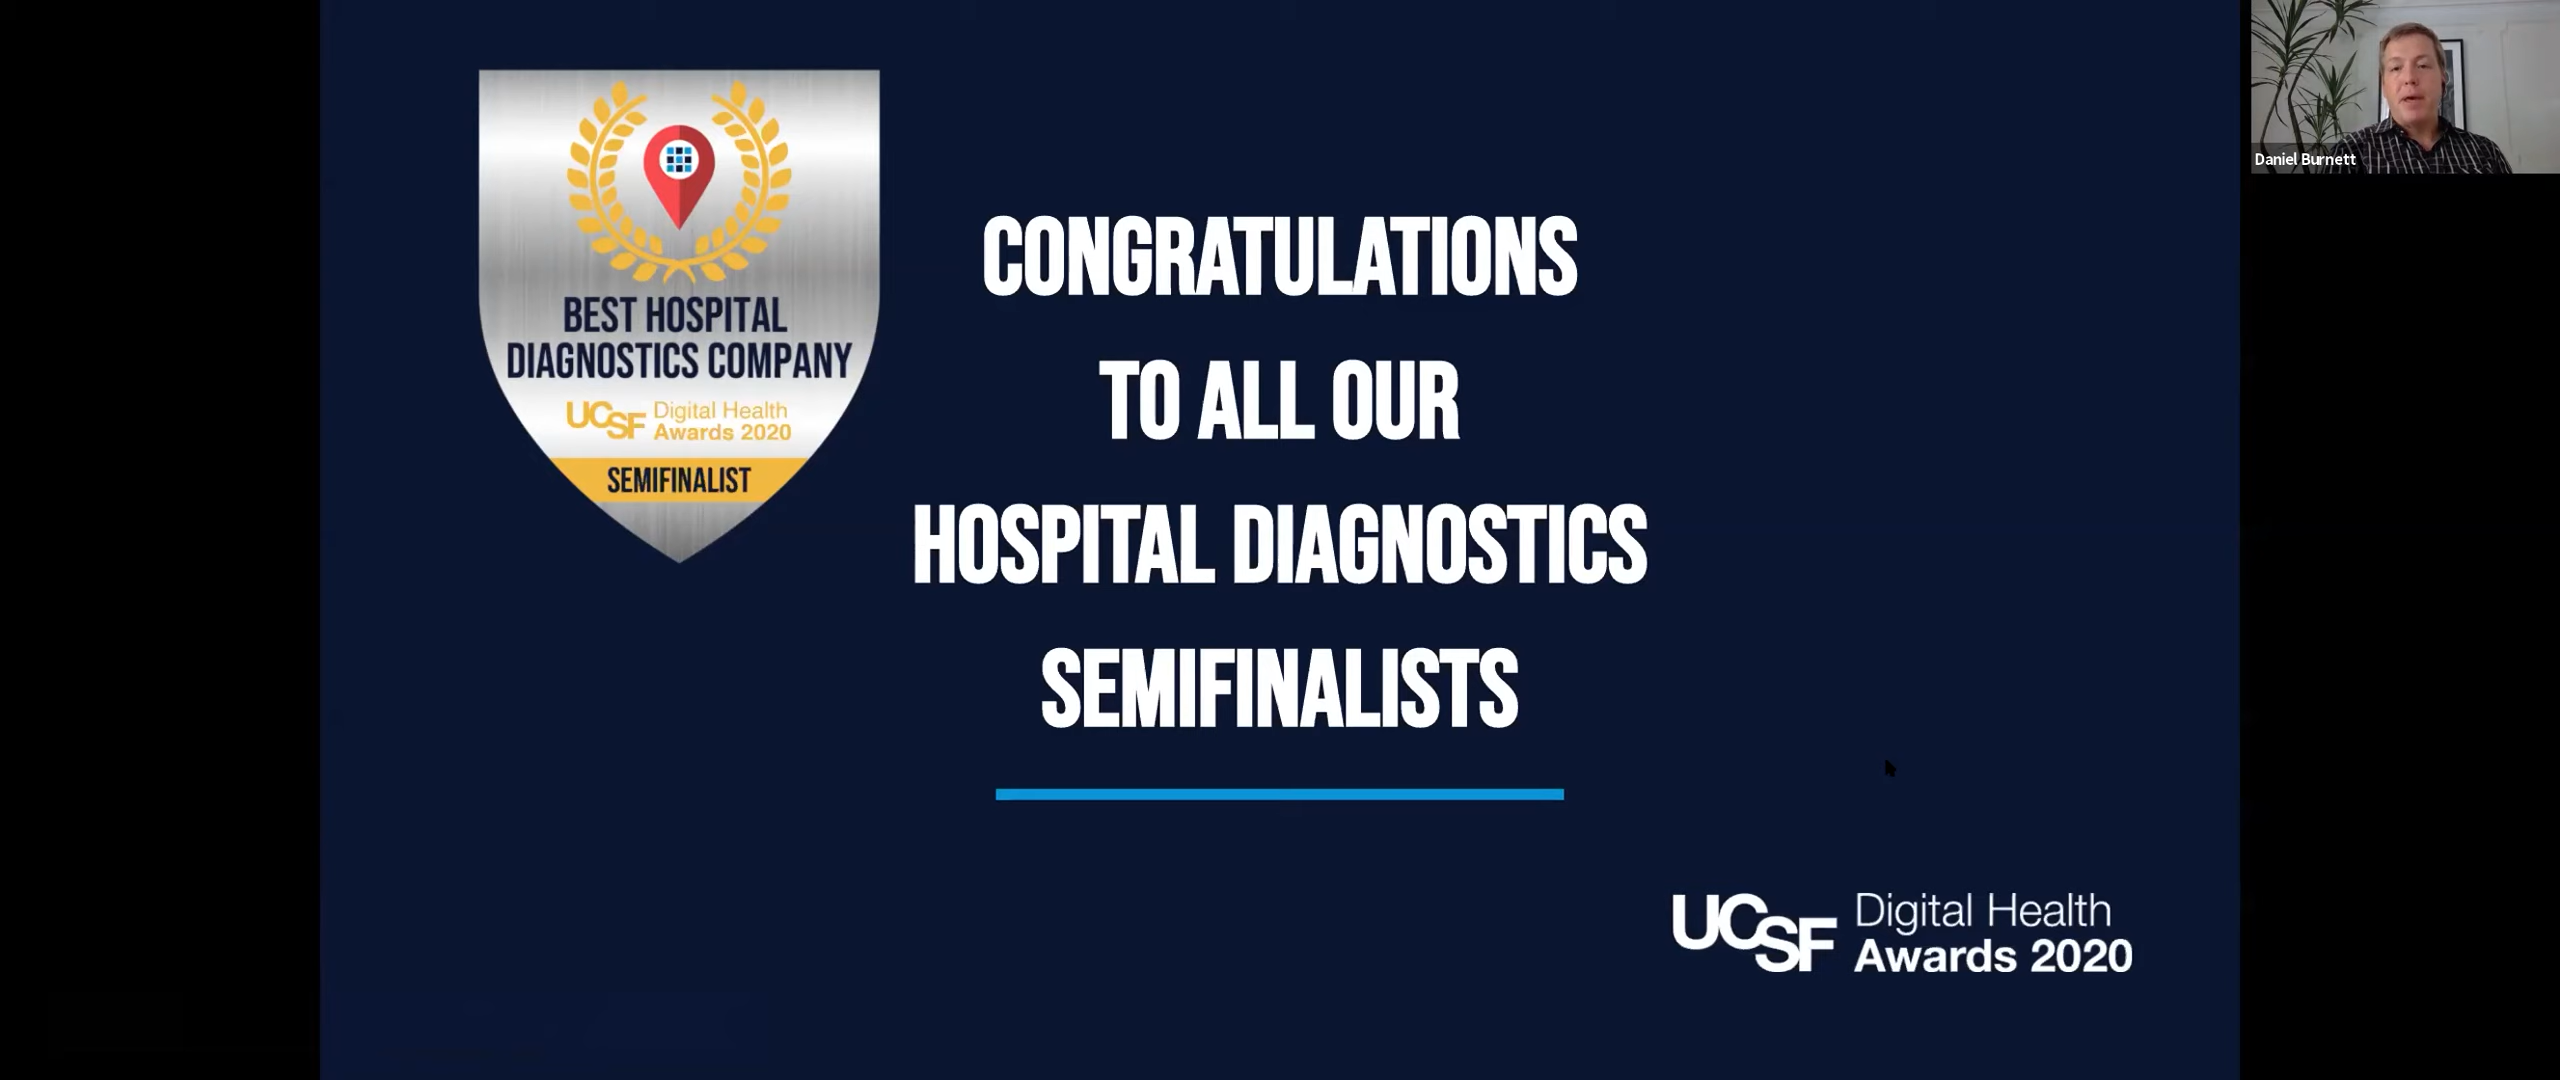 BEST HOSPITAL
DIAGNOSTICS COMPANY
UCSF Digital Health
Awards 2020
SEMIFINALIST
CONGRATULATIONS
TO ALL OUR
HOSPITAL DIAGNOSTICS
SEMIFINALISTS
UCSF Digital Health
Awards 2020
Daniel Burnett